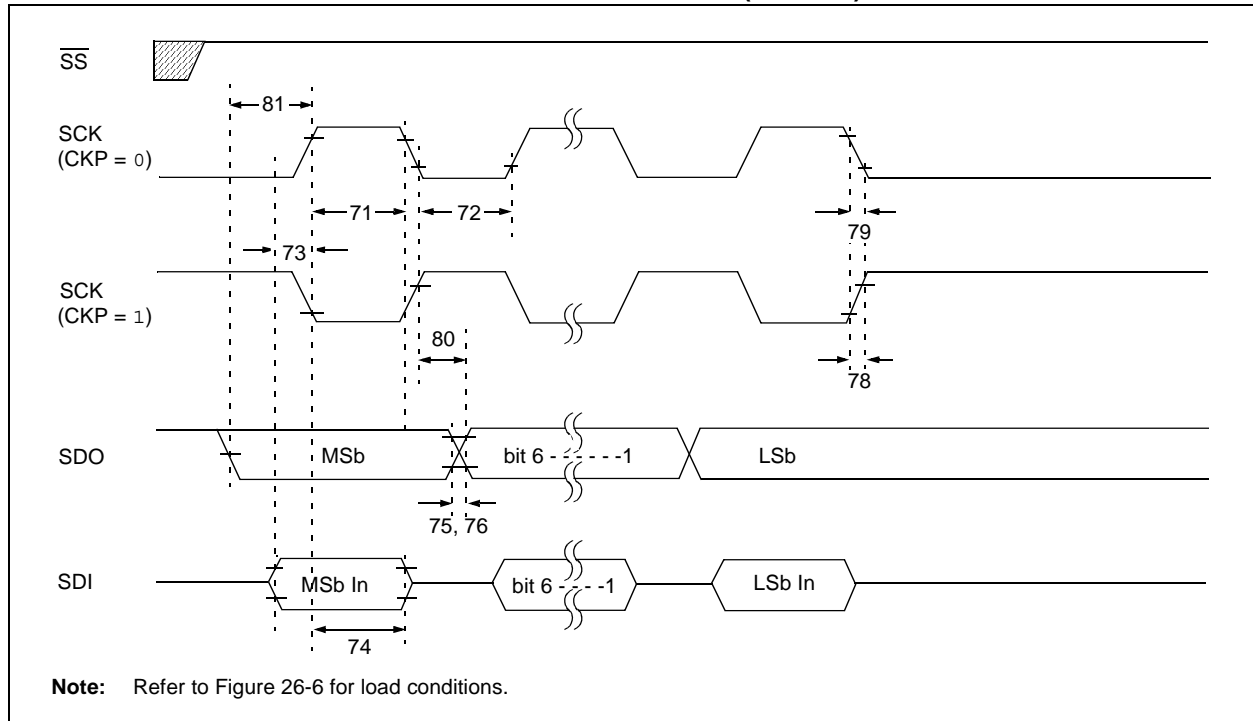 SS
81
SCK
(CKP = 0)
71
72
79
73
SCK
(CKP = 1)
80
78
SDO
MSb
bit 6 - - - - - - -1
LSb
75, 76
SDI
MSb In
bit 6 - - - - -1
LSb In
74
Note: Refer to Figure 26-6 for load conditions.